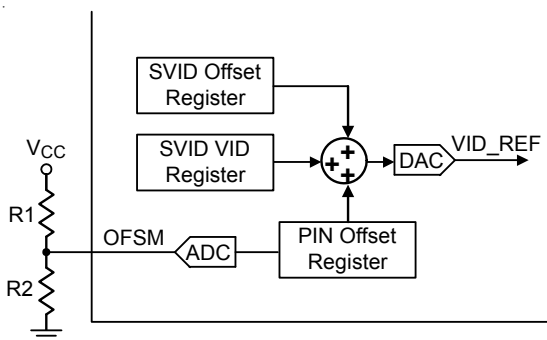 SVID Offset
Register
SVID VID
Register
+
+
+
DAC
VID_REF
VCC
R1
OFSM
ADC
PIN Offset
Register
R2